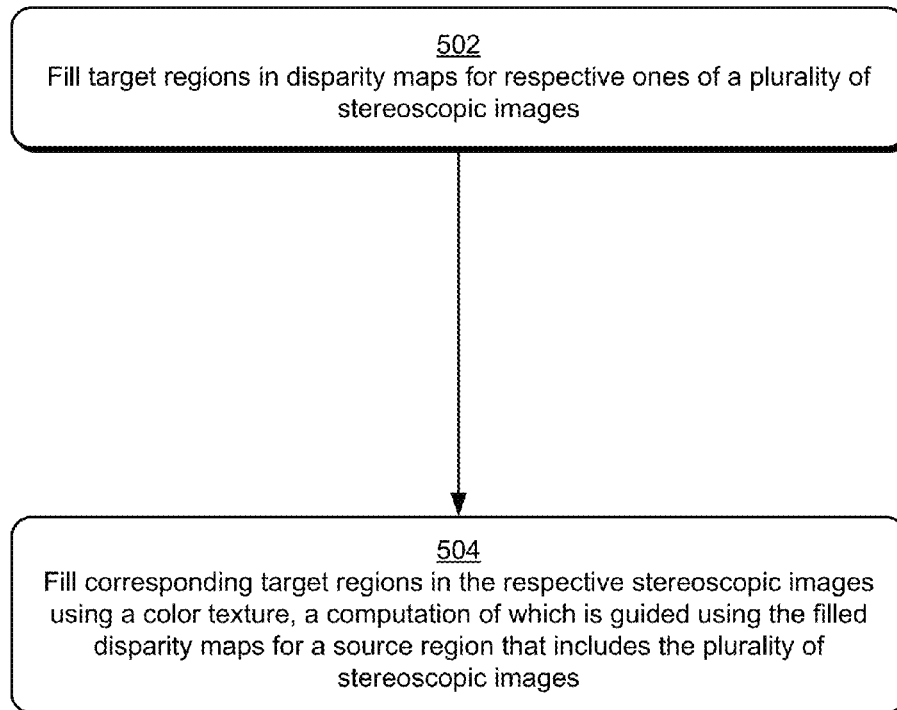 502
Fill target regions in disparity maps for respective ones of a plurality of
stereoscopic images
504
Fill corresponding target regions in the respective stereoscopic images
using a color texture, a computation of which is guided using the filled
disparity maps for a source region that includes the plurality of
stereoscopic images